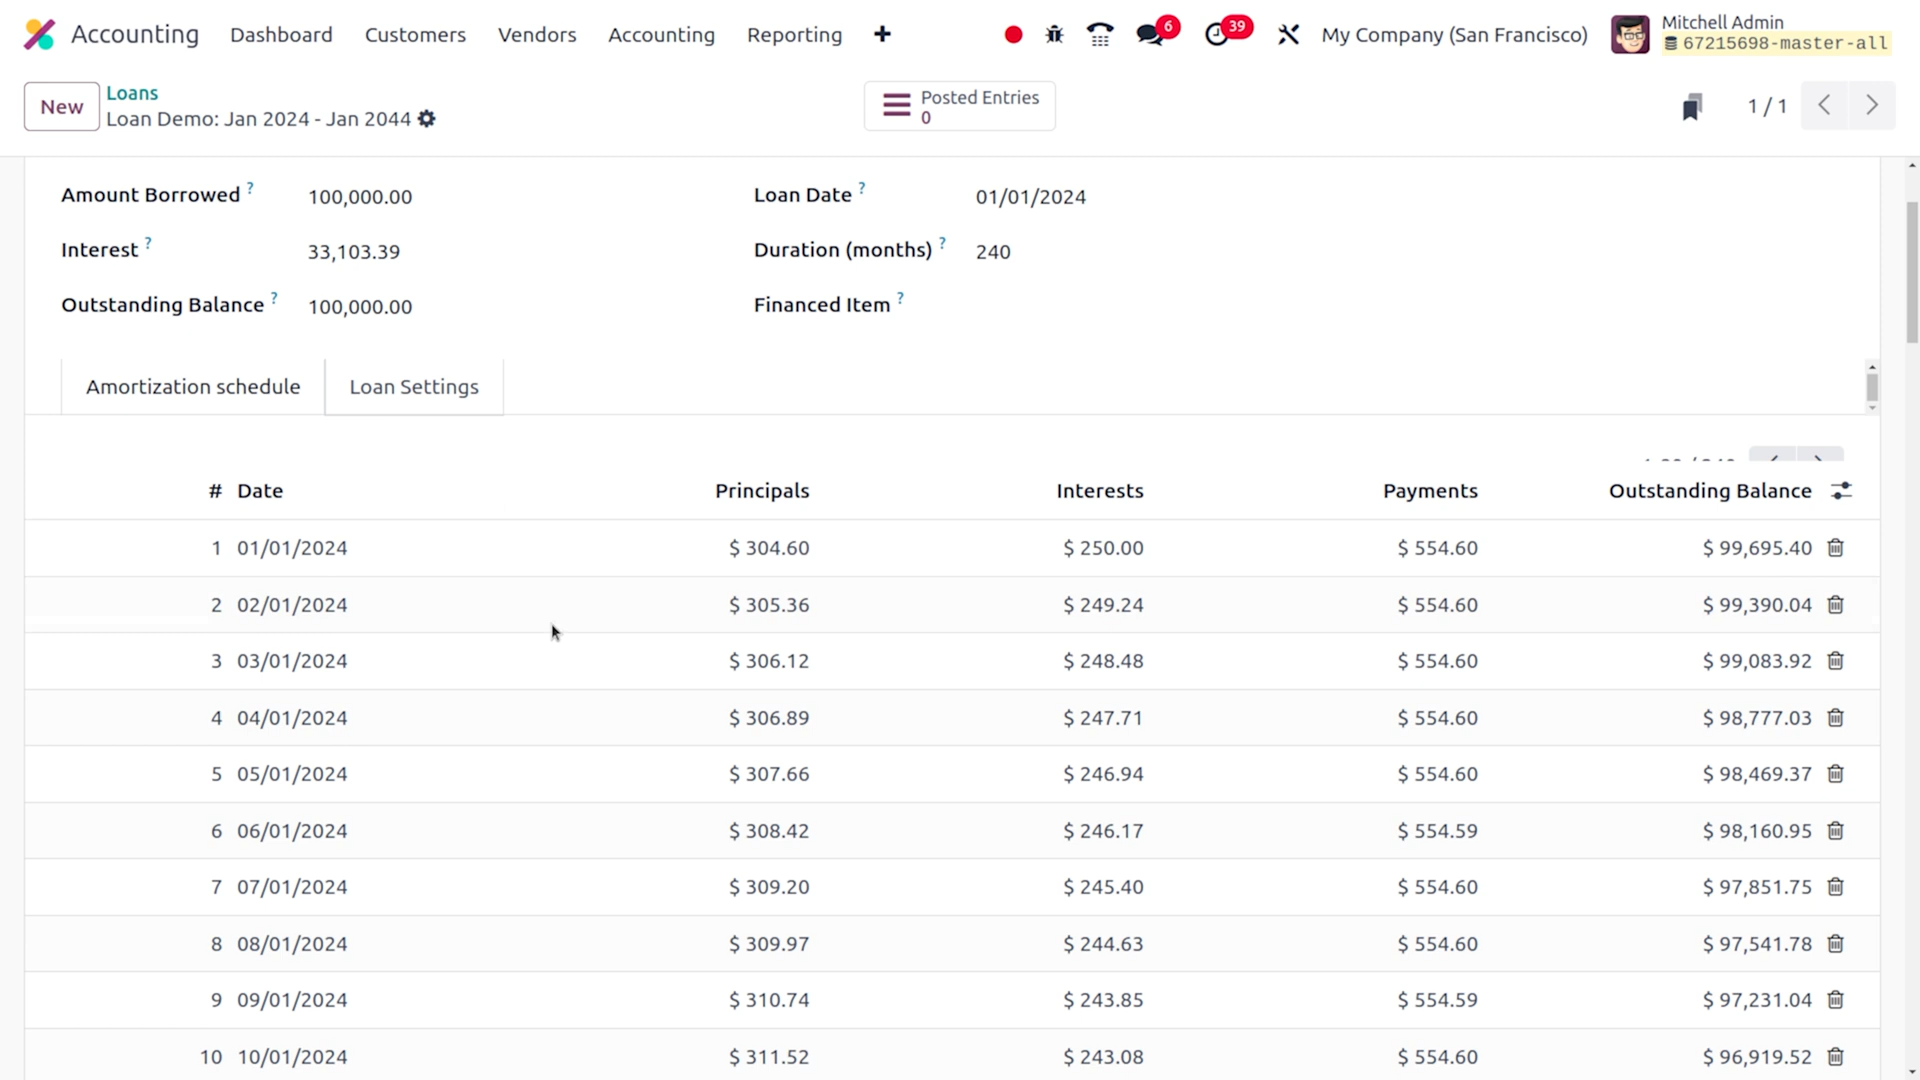 Accounting Dashboard Customers Vendors Accounting Reporting 6 39 My Company (San Francisco) Mitchell Admin
67215698-master-all
New
Loans
Loan Demo: Jan 2024 - Jan 2044
Posted Entries
0
1 / 1
Amount Borrowed ? 100,000.00 Loan Date ? 01/01/2024
Interest ? 33,103.39 Duration (months) ? 240
Outstanding Balance ? 100,000.00 Financed Item ?
Amortization schedule Loan Settings
# Date Principals Interests Payments Outstanding Balance
1 01/01/2024 $ 304.60 $ 250.00 $ 554.60 $ 99,695.40
2 02/01/2024 $ 305.36 $ 249.24 $ 554.60 $ 99,390.04
3 03/01/2024 $ 306.12 $ 248.48 $ 554.60 $ 99,083.92
4 04/01/2024 $ 306.89 $ 247.71 $ 554.60 $ 98,777.03
5 05/01/2024 $ 307.66 $ 246.94 $ 554.60 $ 98,469.37
6 06/01/2024 $ 308.42 $ 246.17 $ 554.59 $ 98,160.95
7 07/01/2024 $ 309.20 $ 245.40 $ 554.60 $ 97,851.75
8 08/01/2024 $ 309.97 $ 244.63 $ 554.60 $ 97,541.78
9 09/01/2024 $ 310.74 $ 243.85 $ 554.59 $ 97,231.04
10 10/01/2024 $ 311.52 $ 243.08 $ 554.60 $ 96,919.52